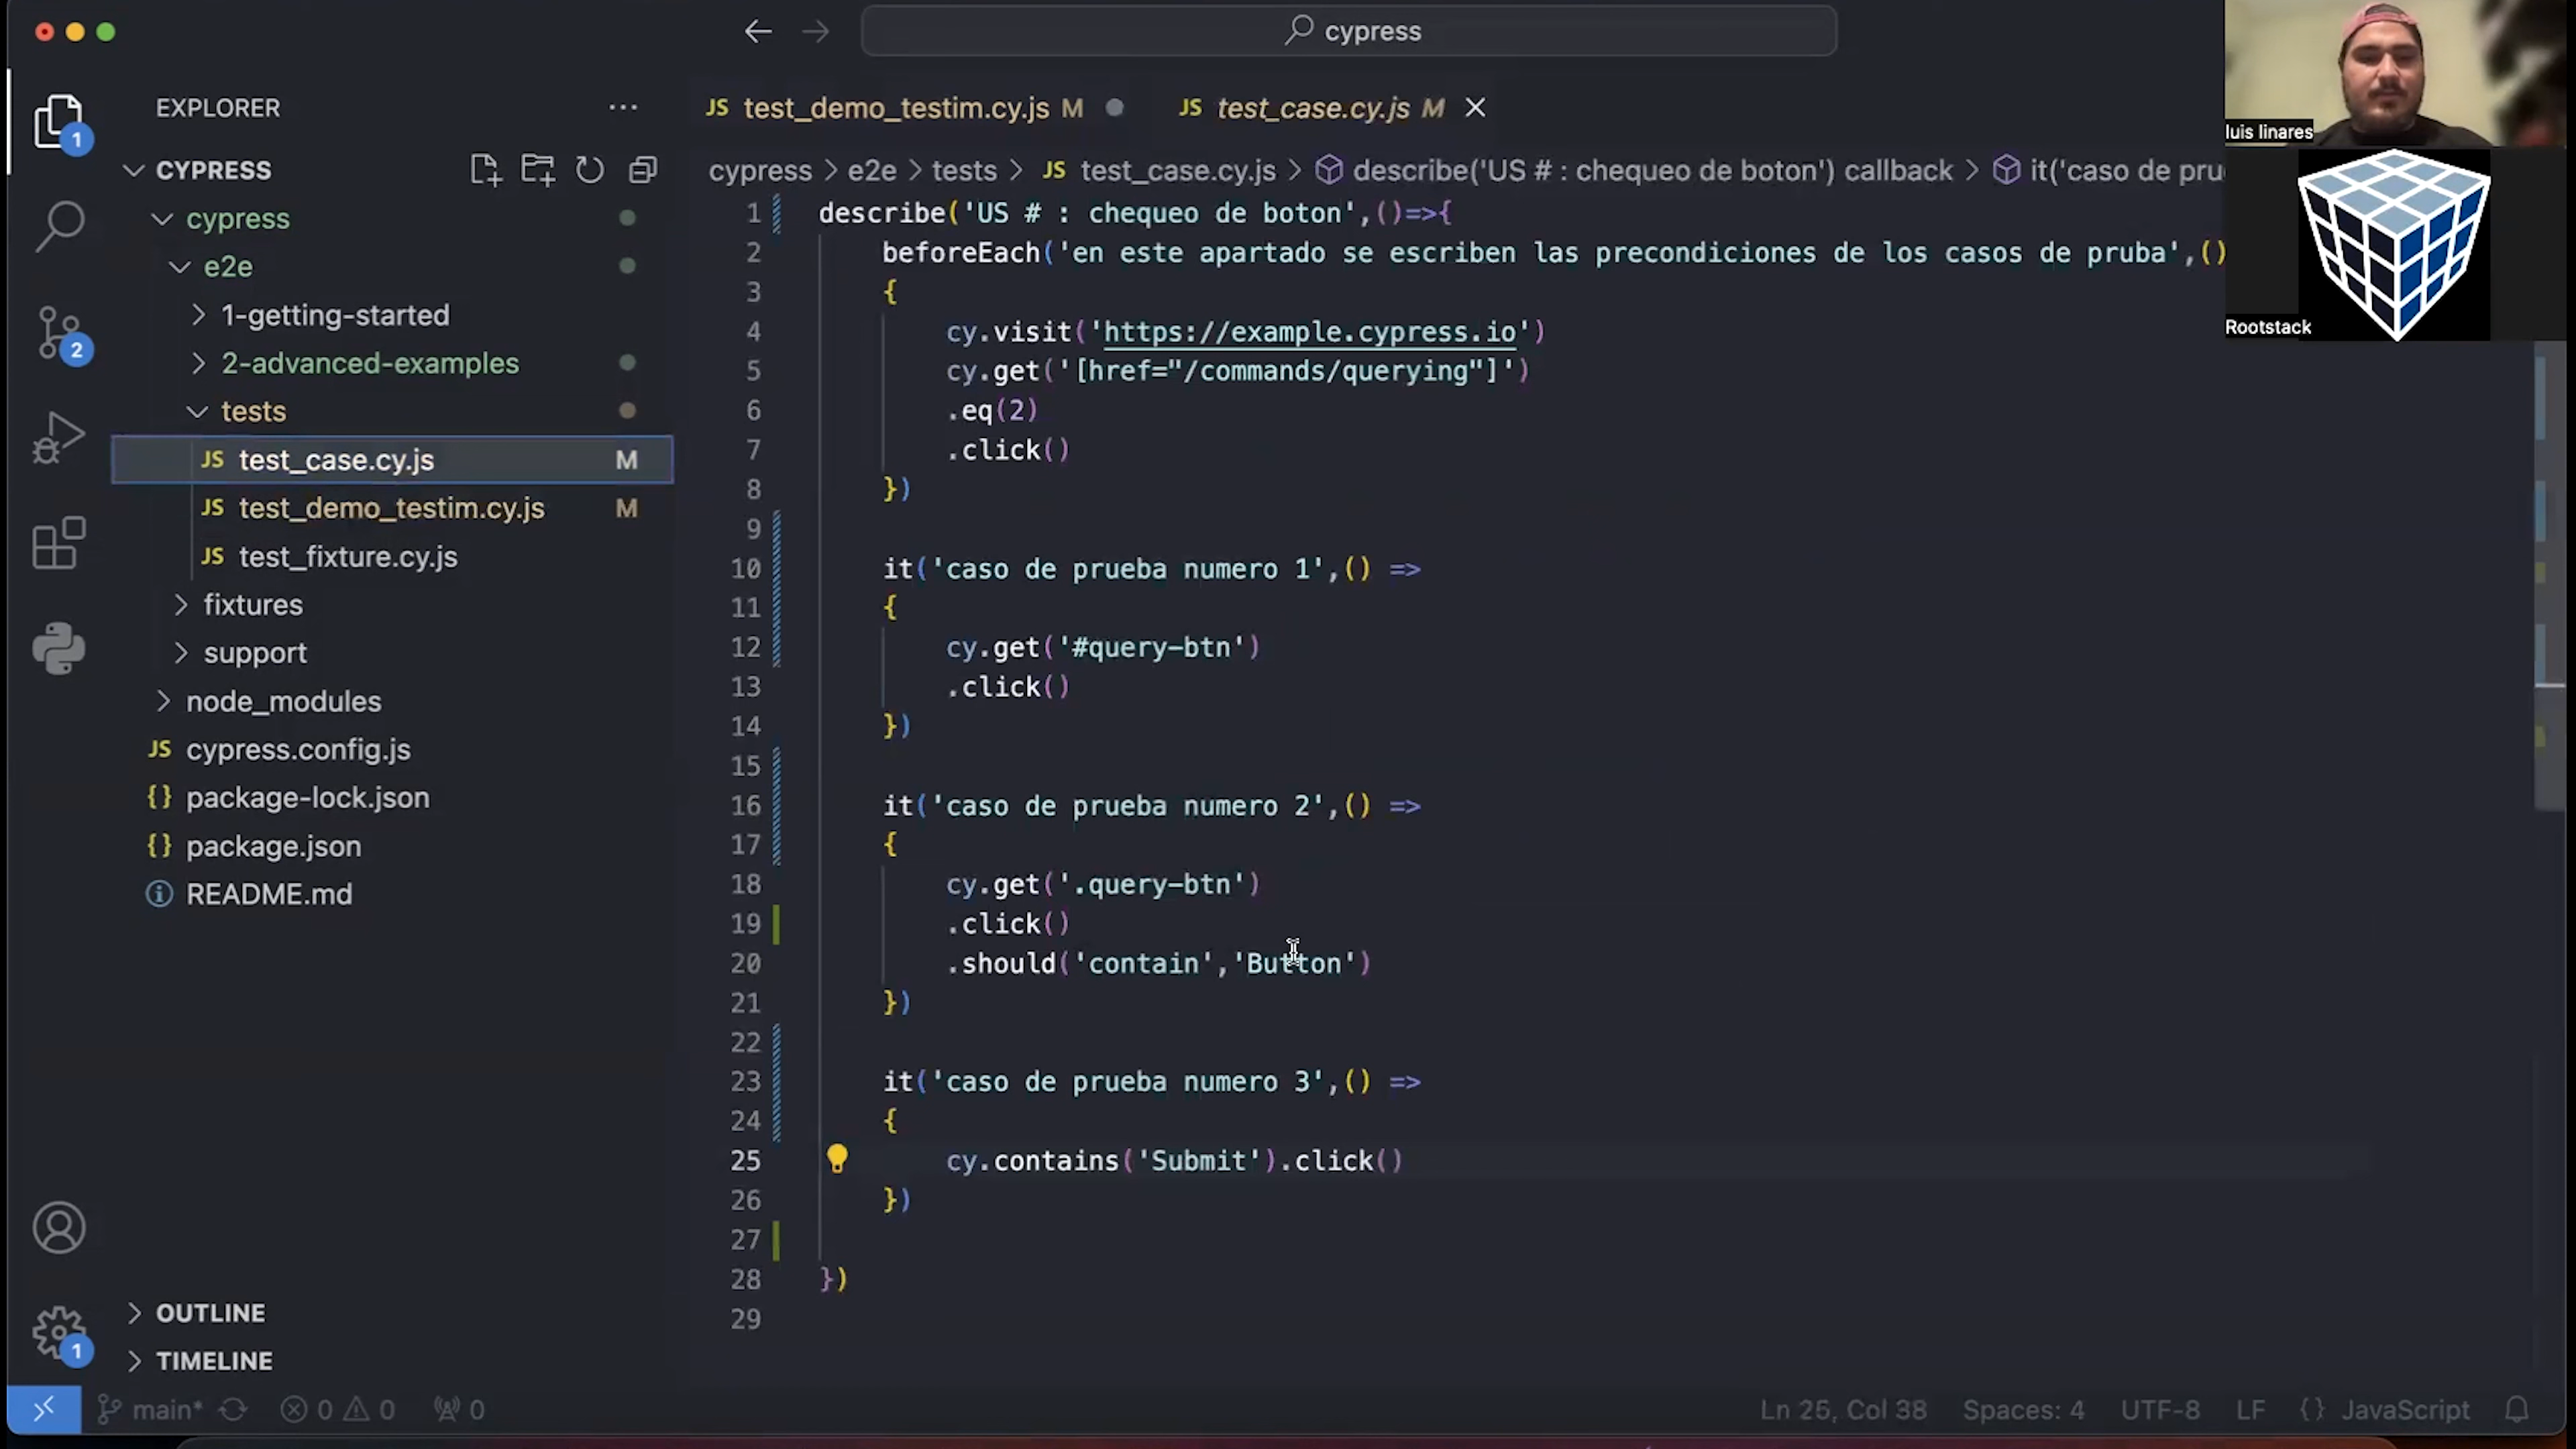 cypress
luis linares
Rootstack
EXPLORER
CYPRESS
cypress
e2e
1-getting-started
2-advanced-examples
tests
JS test_case.cy.js M
JS test_demo_testim.cy.js M
JS test_fixture.cy.js
fixtures
support
node_modules
JS cypress.config.js
{} package-lock.json
{} package.json
README.md
OUTLINE
TIMELINE
1
2
1
JS test_demo_testim.cy.js M
JS test_case.cy.js M
cypress > e2e > tests > JS test_case.cy.js > describe('US # : chequeo de boton') callback > it('caso de pru
1 describe('US # : chequeo de boton',()=>{
2 beforeEach('en este apartado se escriben las precondiciones de los casos de pruba',()
3 {
4 cy.visit('https://example.cypress.io')
5 cy.get('[href="/commands/querying"]')
6 .eq(2)
7 .click()
8 })
9
10 it('caso de prueba numero 1',() =>
11 {
12 cy.get('#query-btn')
13 .click()
14 })
15
16 it('caso de prueba numero 2',() =>
17 {
18 cy.get('.query-btn')
19 .click()
20 .should('contain','Button')
21 })
22
23 it('caso de prueba numero 3',() =>
24 {
25 cy.contains('Submit').click()
26 })
27
28 })
29
main* 0 0 0
Ln 25, Col 38 Spaces: 4 UTF-8 LF {} JavaScript